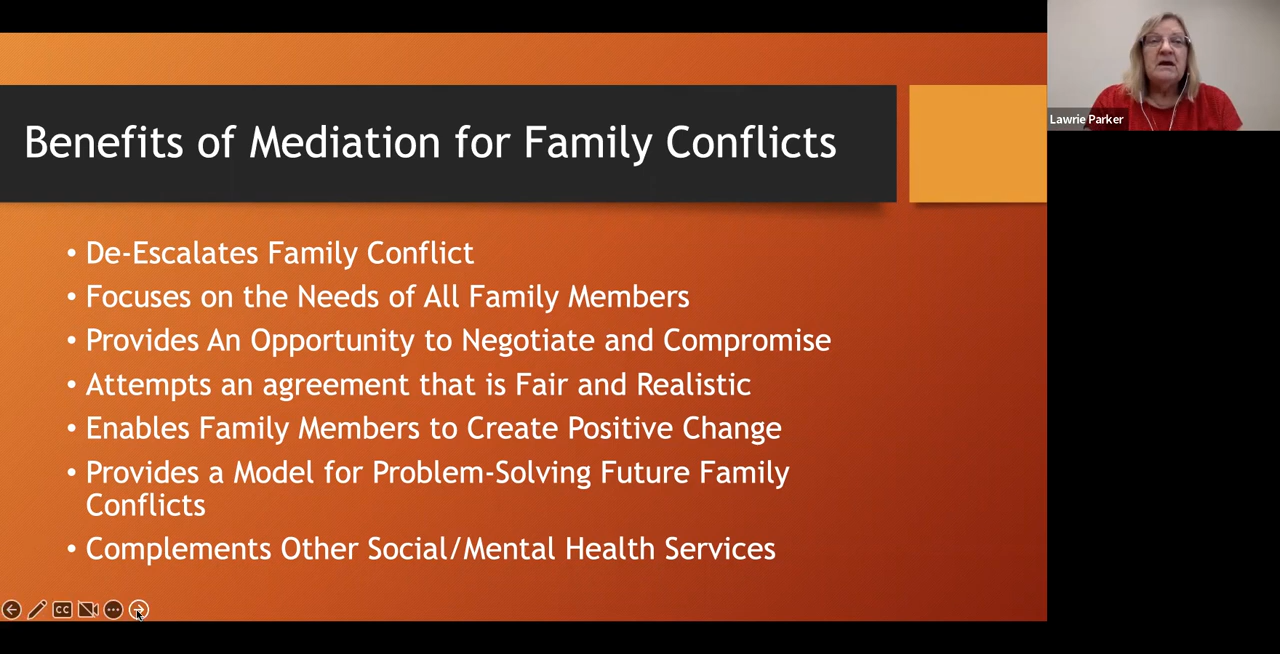 Benefits of Mediation for Family Conflicts
• De-Escalates Family Conflict
• Focuses on the Needs of All Family Members
• Provides An Opportunity to Negotiate and Compromise
• Attempts an agreement that is Fair and Realistic
• Enables Family Members to Create Positive Change
• Provides a Model for Problem-Solving Future Family
Conflicts
• Complements Other Social/Mental Health Services
CC
Lawrie Parker